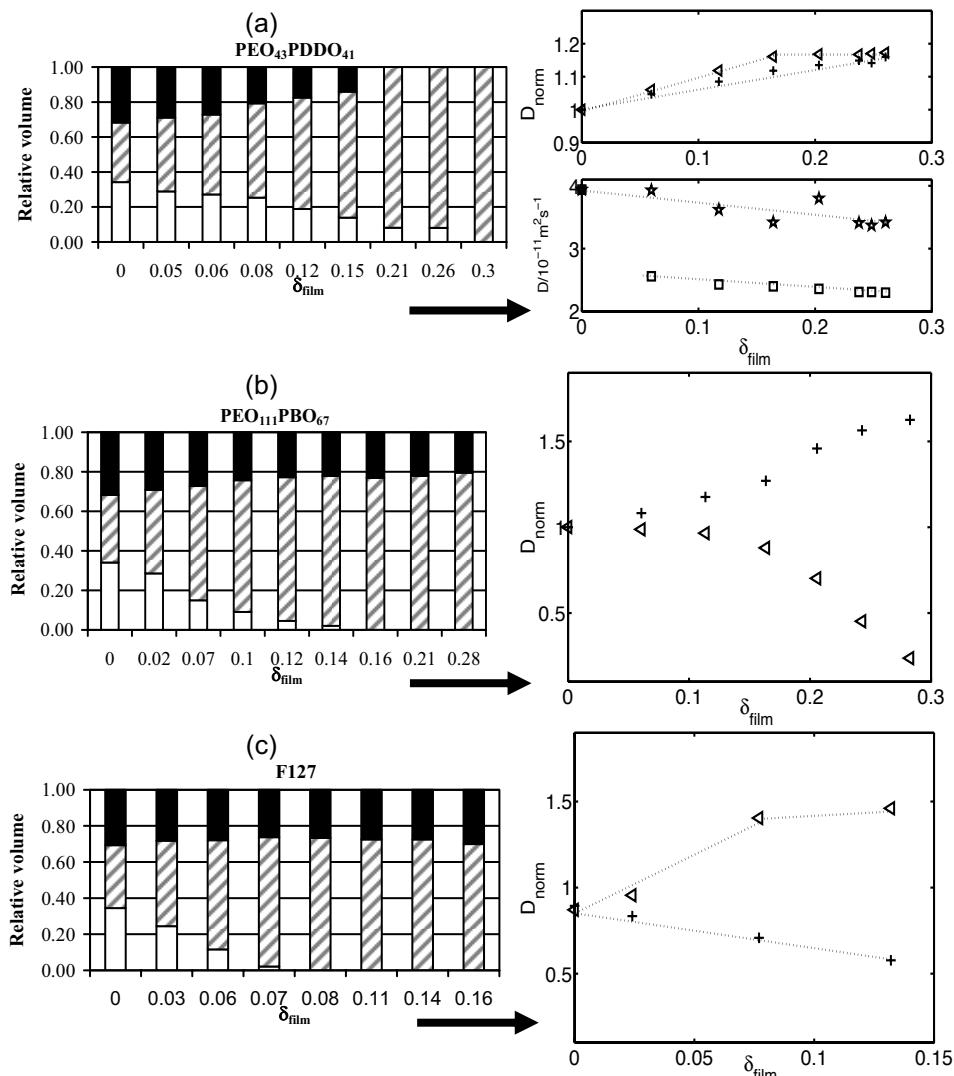 (a)
PEO₄₃PDDO₄₁
Relative volume
1.00
0.80
0.60
0.40
0.20
0.00
0 0.05 0.06 0.08 0.12 0.15 0.21 0.26 0.3
δfilm
Dnorm
1.2
1.1
1
0.9
0 0.1 0.2 0.3
D/10⁻¹¹m²s⁻¹
4
3
2
0 0.1 0.2 0.3
δfilm
(b)
PEO₁₁₁PBO₆₇
Relative volume
1.00
0.80
0.60
0.40
0.20
0.00
0 0.02 0.07 0.1 0.12 0.14 0.16 0.21 0.28
δfilm
Dnorm
1.5
1
0.5
0 0.1 0.2 0.3
δfilm
(c)
F127
Relative volume
1.00
0.80
0.60
0.40
0.20
0.00
0 0.03 0.06 0.07 0.08 0.11 0.14 0.16
δfilm
Dnorm
1.5
1
0.5
0 0.05 0.1 0.15
δfilm